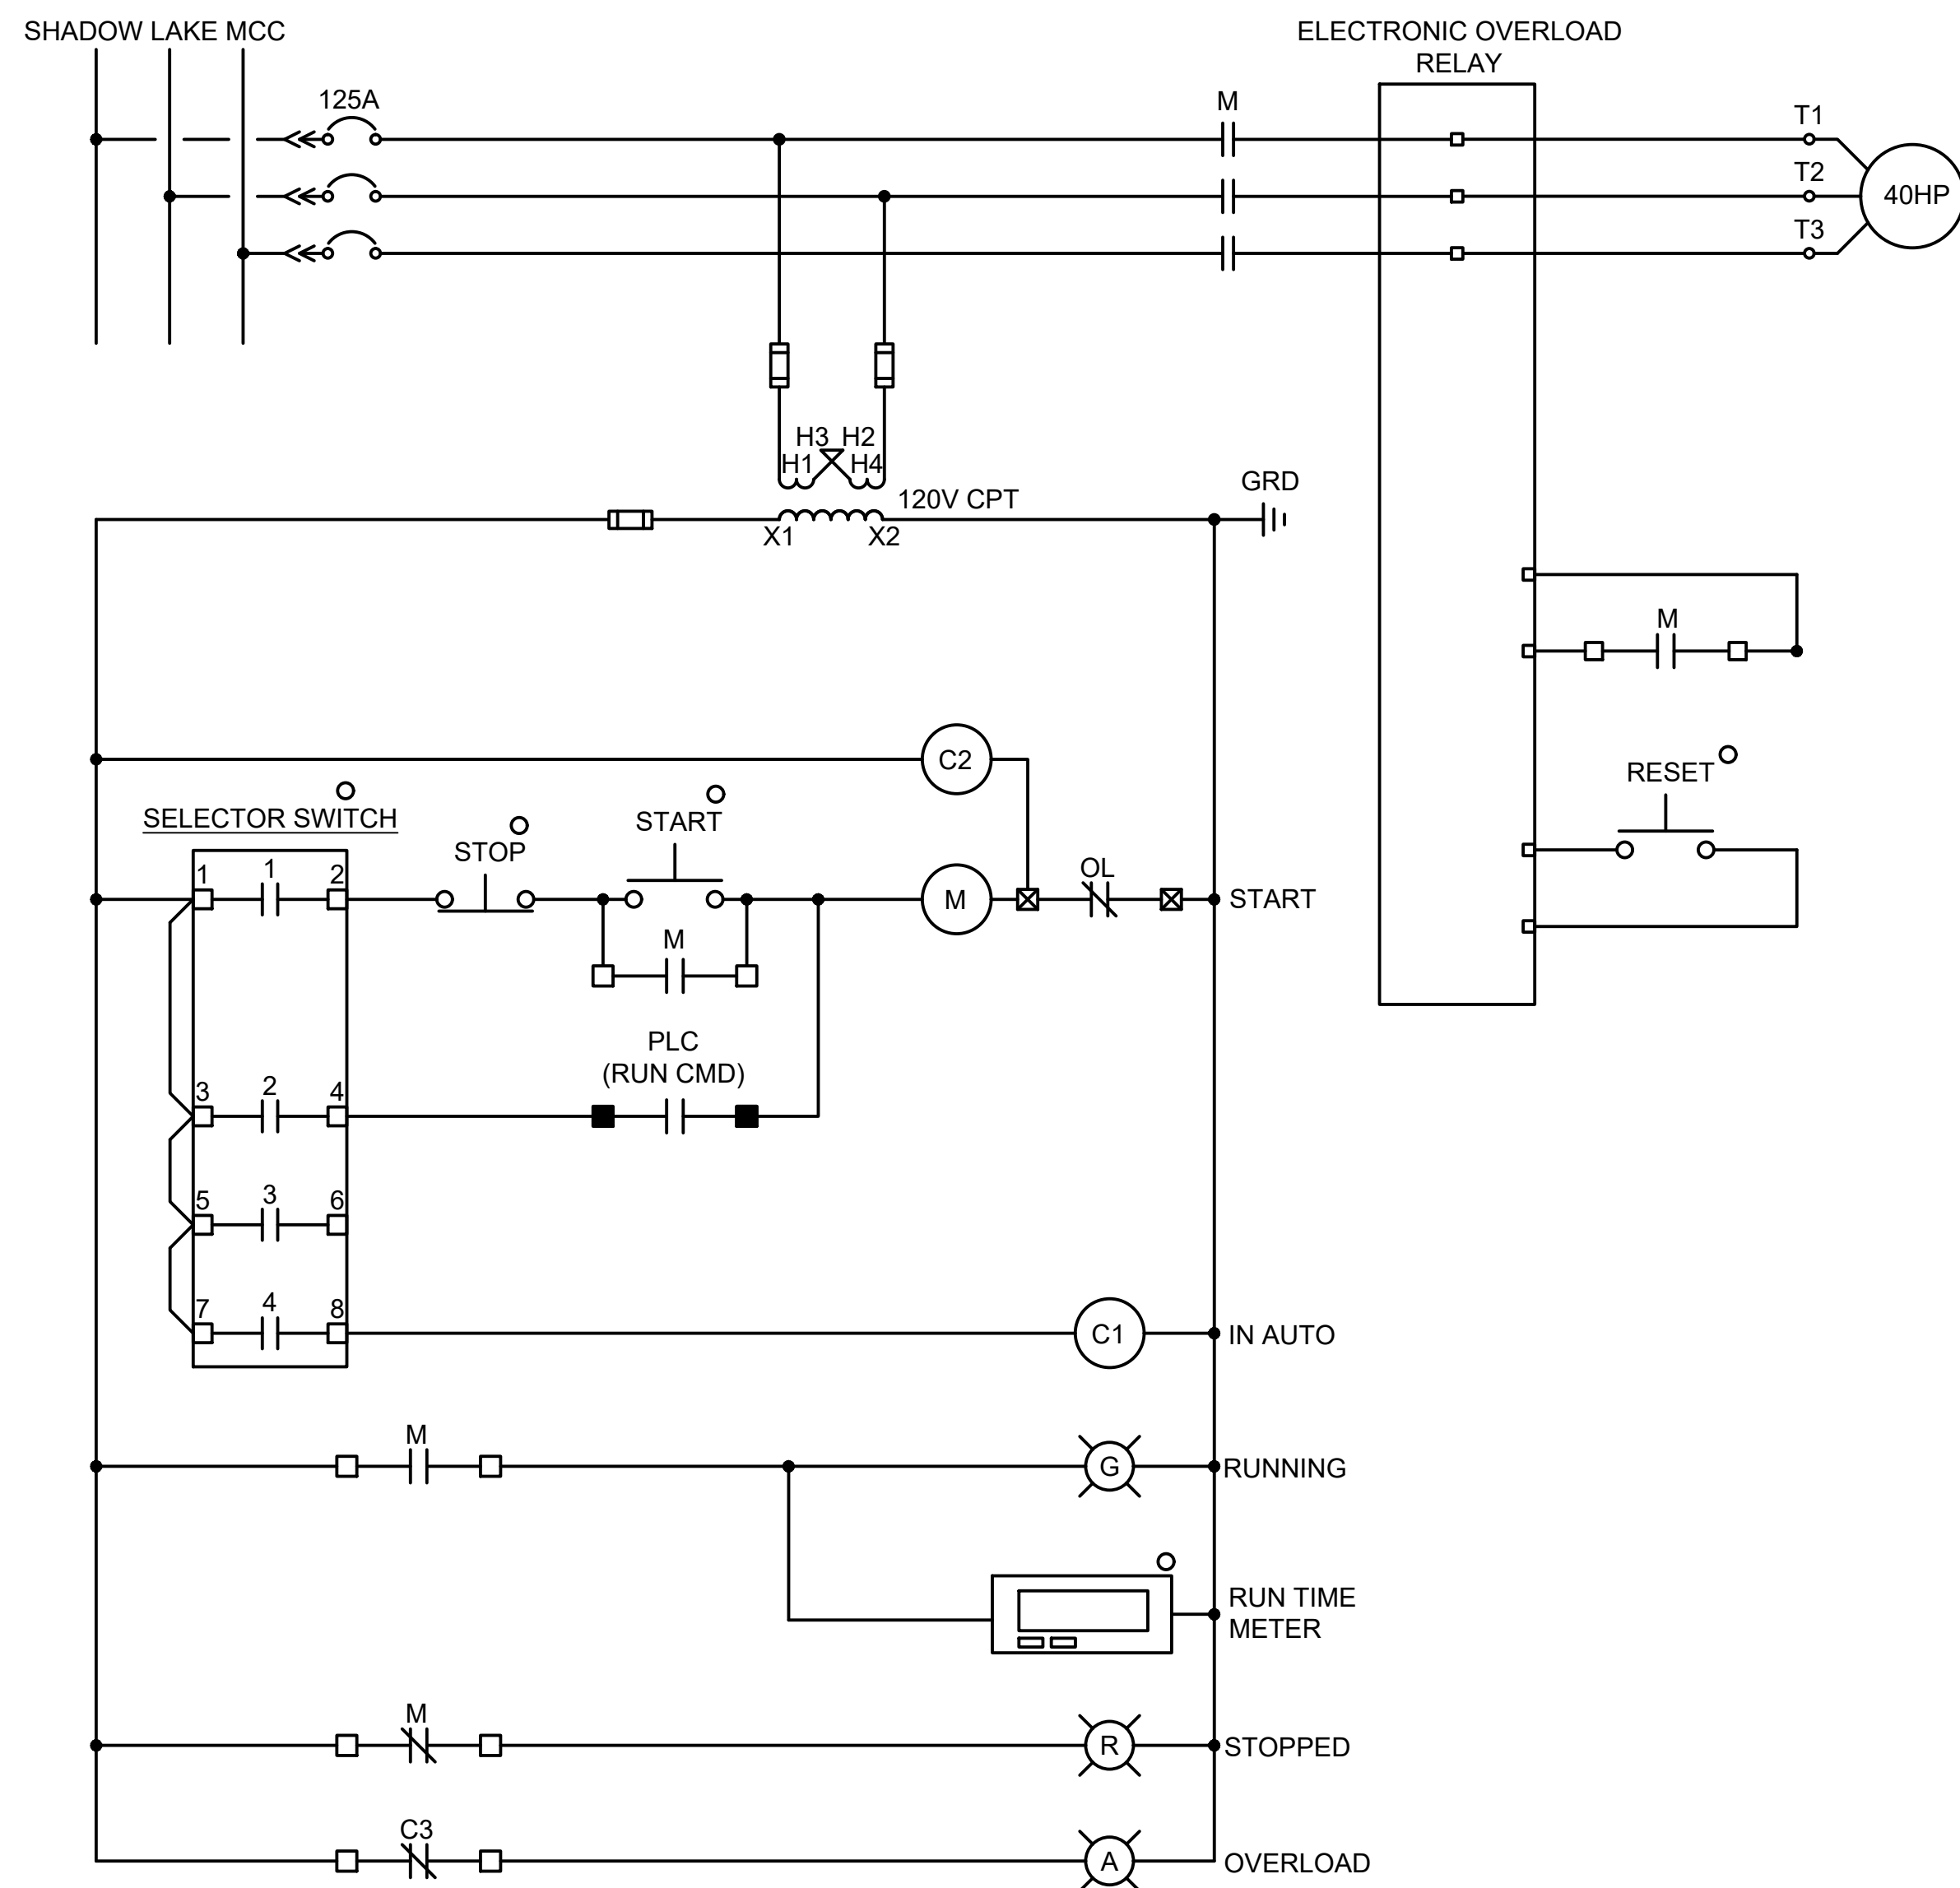 SHADOW LAKE MCC
ELECTRONIC OVERLOAD
RELAY
125A
M
T1
T2
T3
40HP
H3 H2
H1 H4
120V CPT
GRD
X1 X2
M
C2
RESET
SELECTOR SWITCH
STOP
START
1 1 2
M
OL
START
M
PLC
(RUN CMD)
3 2 4
5 3 6
7 4 8
C1
IN AUTO
M
G
RUNNING
RUN TIME
METER
M
R
STOPPED
C3
A
OVERLOAD